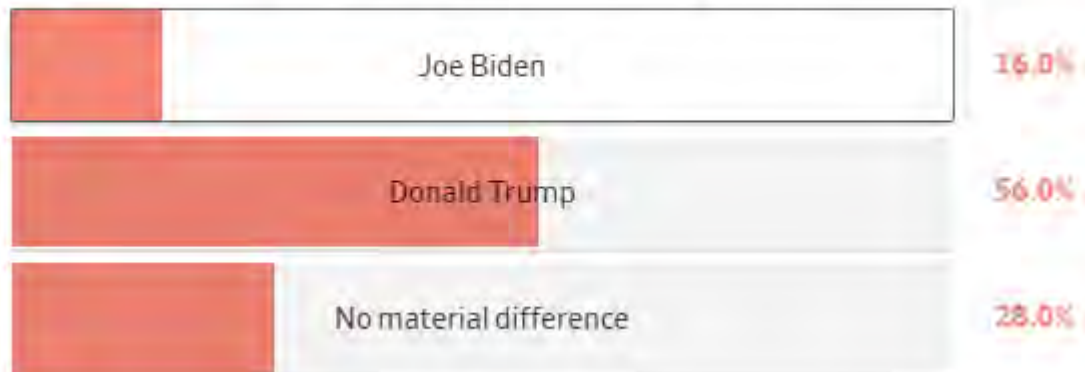 Joe Biden 16.0%
Donald Trump 56.0%
No material difference 28.0%